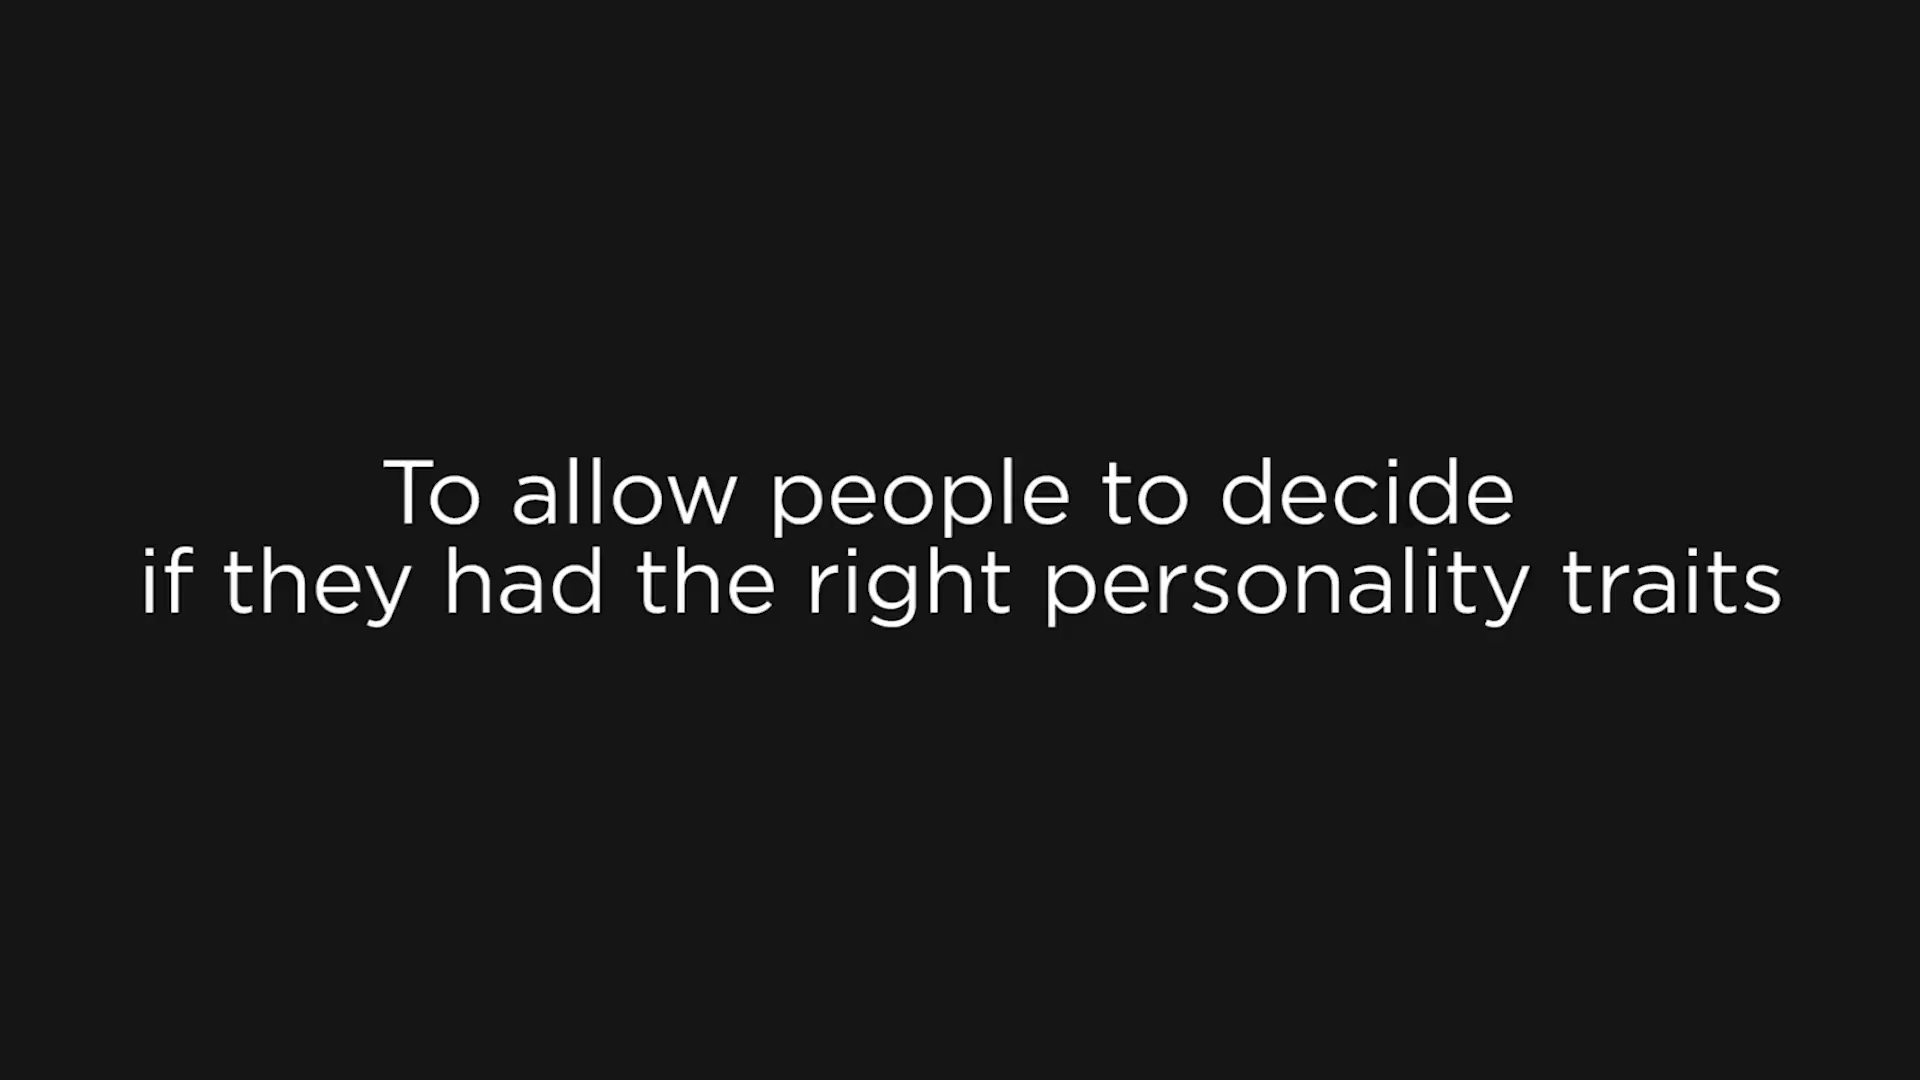 To allow people to decide
if they had the right personality traits